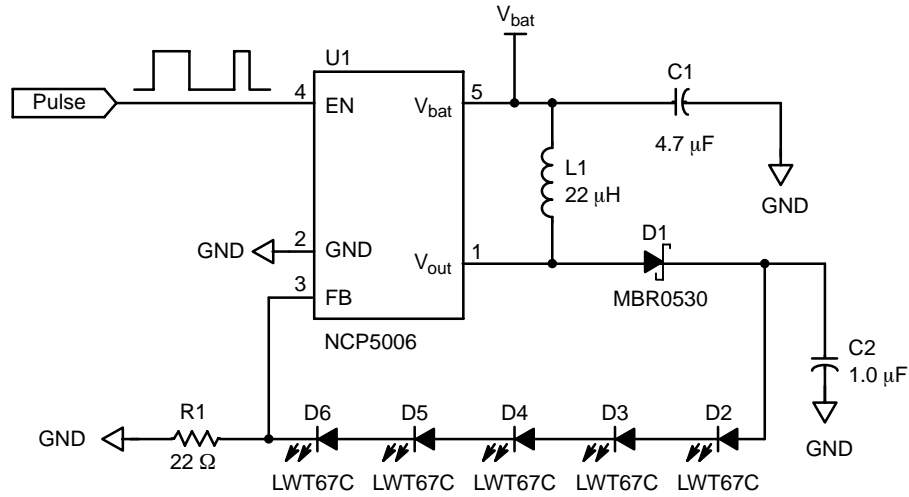 V_bat
U1
C1
Pulse
4
EN
V_bat
5
4.7 μF
L1
22 μH
GND
GND
2
GND
V_out
1
D1
3
FB
MBR0530
NCP5006
C2
1.0 μF
R1
D6
D5
D4
D3
D2
GND
22 Ω
GND
LWT67C
LWT67C
LWT67C
LWT67C
LWT67C